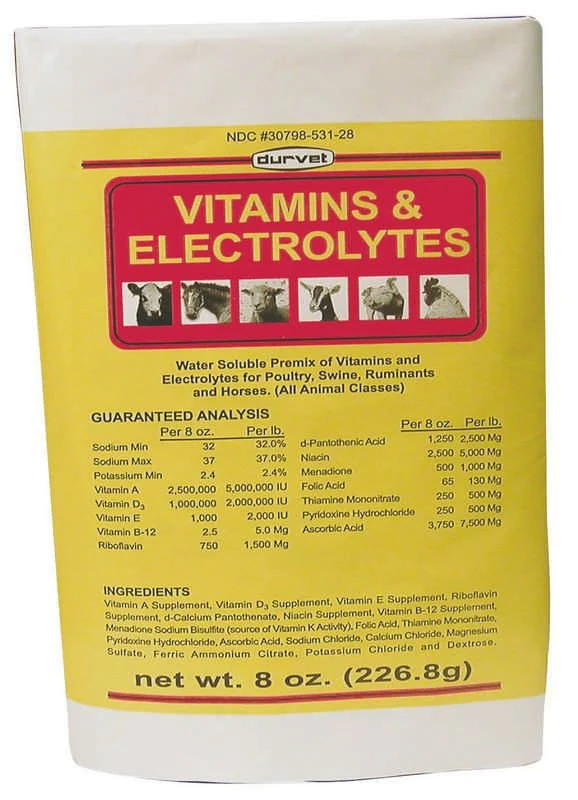 NDC #30798-531-28
durvet
VITAMINS &
ELECTROLYTES
Water Soluble Premix of Vitamins and
Electrolytes for Poultry, Swine, Ruminants
and Horses. (All Animal Classes)
GUARANTEED ANALYSIS
Per 8 oz. Per lb.
Sodium Min 32 32.0%
Sodium Max 37 37.0%
Potassium Min 2.4 2.4%
Vitamin A 2,500,000 5,000,000 IU
Vitamin D3 1,000,000 2,000,000 IU
Vitamin E 1,000 2,000 IU
Vitamin B-12 2.5 5.0 Mg
Riboflavin 750 1,500 Mg
Per 8 oz. Per lb.
d-Pantothenic Acid 1,250 2,500 Mg
Niacin 2,500 5,000 Mg
Menadione 500 1,000 Mg
Folic Acid 65 130 Mg
Thiamine Mononitrate 250 500 Mg
Pyridoxine Hydrochloride 250 500 Mg
Ascorbic Acid 3,750 7,500 Mg
INGREDIENTS
Vitamin A Supplement, Vitamin D3 Supplement, Vitamin E Supplement, Riboflavin
Supplement, d-Calcium Pantothenate, Niacin Supplement, Vitamin B-12 Supplement,
Menadione Sodium Bisulfite (source of Vitamin K Activity), Folic Acid, Thiamine Mononitrate,
Pyridoxine Hydrochloride, Ascorbic Acid, Sodium Chloride, Calcium Chloride, Magnesium
Sulfate, Ferric Ammonium Citrate, Potassium Chloride and Dextrose.
net wt. 8 oz. (226.8g)